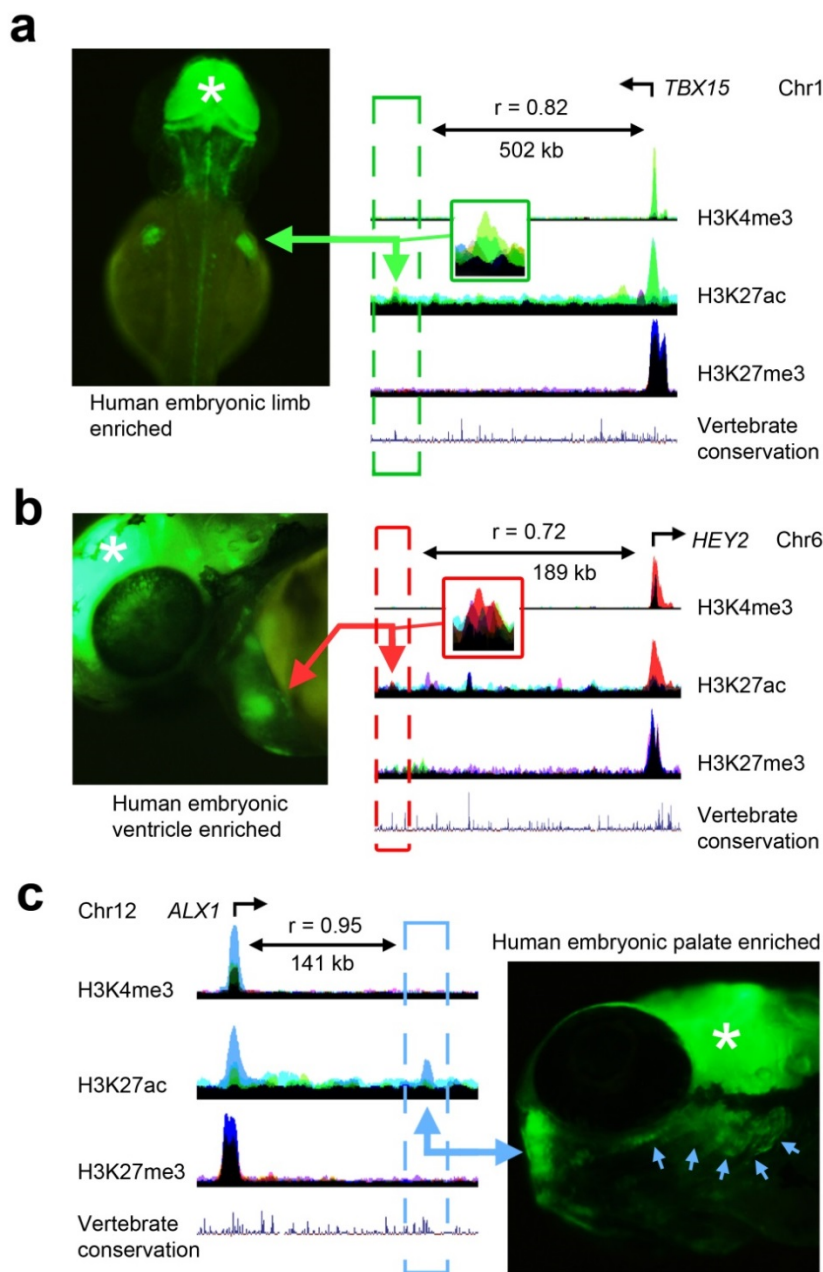 a
*
TBX15 Chr1
r = 0.82
502 kb
H3K4me3
H3K27ac
H3K27me3
Vertebrate
conservation
Human embryonic limb
enriched
b
*
HEY2 Chr6
r = 0.72
189 kb
H3K4me3
H3K27ac
H3K27me3
Vertebrate
conservation
Human embryonic
ventricle enriched
c
Chr12 ALX1
r = 0.95
141 kb
H3K4me3
H3K27ac
H3K27me3
Vertebrate
conservation
Human embryonic palate enriched
*